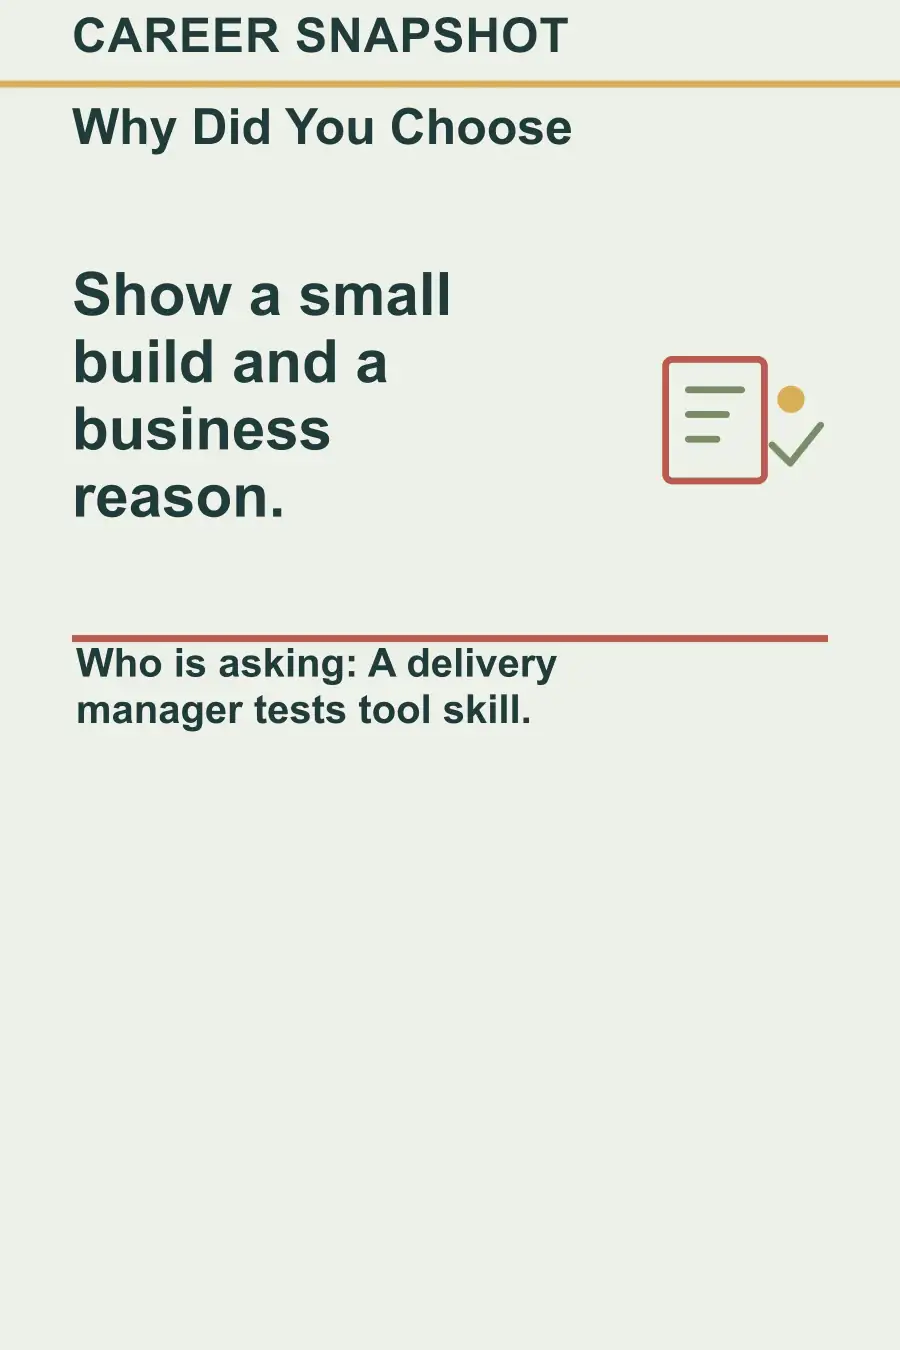 CAREER SNAPSHOT
Why Did You Choose
Show a small
build and a
business
reason.
Who is asking: A delivery
manager tests tool skill.